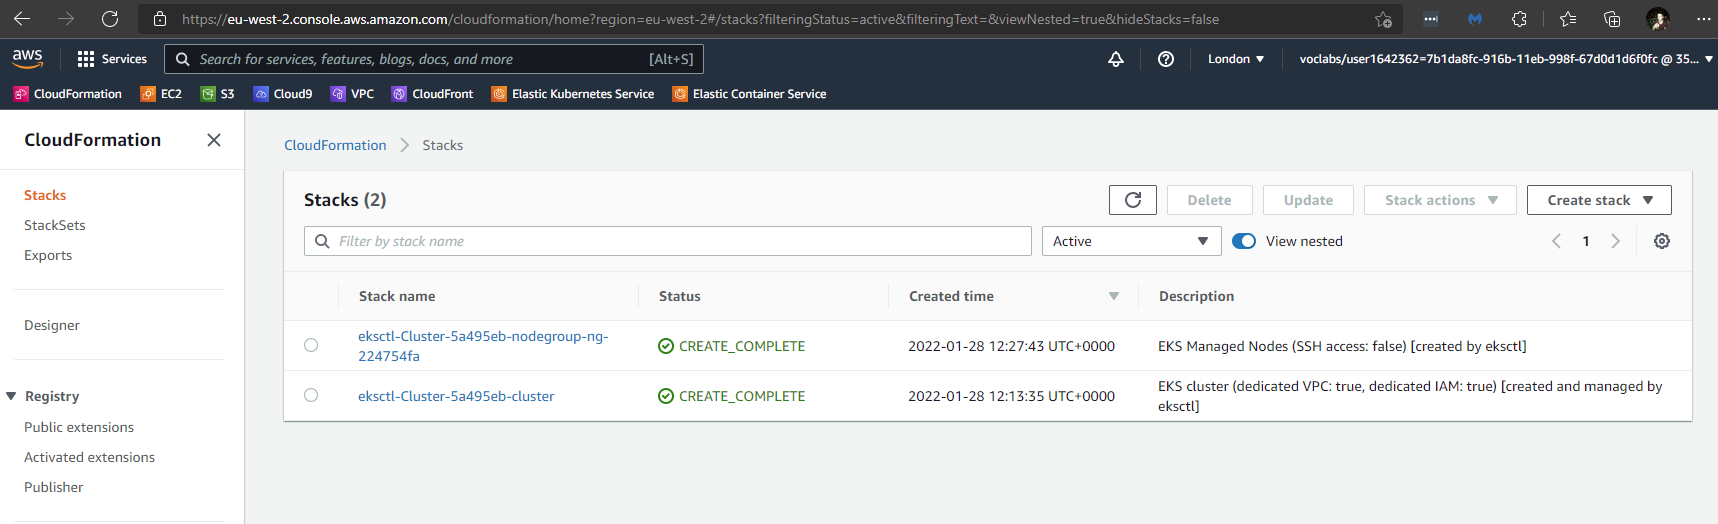 https://eu-west-2.console.aws.amazon.com/cloudformation/home?region=eu-west-2#/stacks?filteringStatus=active&filteringText=&viewNested=true&hideStacks=false
aws
Services
Search for services, features, blogs, docs, and more
[Alt+S]
London
voclabs/user1642362=7b1da8fc-916b-11eb-998f-67d0d1d6f0fc @ 35...
CloudFormation
EC2
S3
Cloud9
VPC
CloudFront
Elastic Kubernetes Service
Elastic Container Service
CloudFormation
Stacks
StackSets
Exports
Designer
Registry
Public extensions
Activated extensions
Publisher
CloudFormation
Stacks
Stacks (2)
Delete
Update
Stack actions
Create stack
Filter by stack name
Active
View nested
1
Stack name
Status
Created time
Description
eksctl-Cluster-5a495eb-nodegroup-ng-
224754fa
CREATE_COMPLETE
2022-01-28 12:27:43 UTC+0000
EKS Managed Nodes (SSH access: false) [created by eksctl]
eksctl-Cluster-5a495eb-cluster
CREATE_COMPLETE
2022-01-28 12:13:35 UTC+0000
EKS cluster (dedicated VPC: true, dedicated IAM: true) [created and managed by
eksctl]